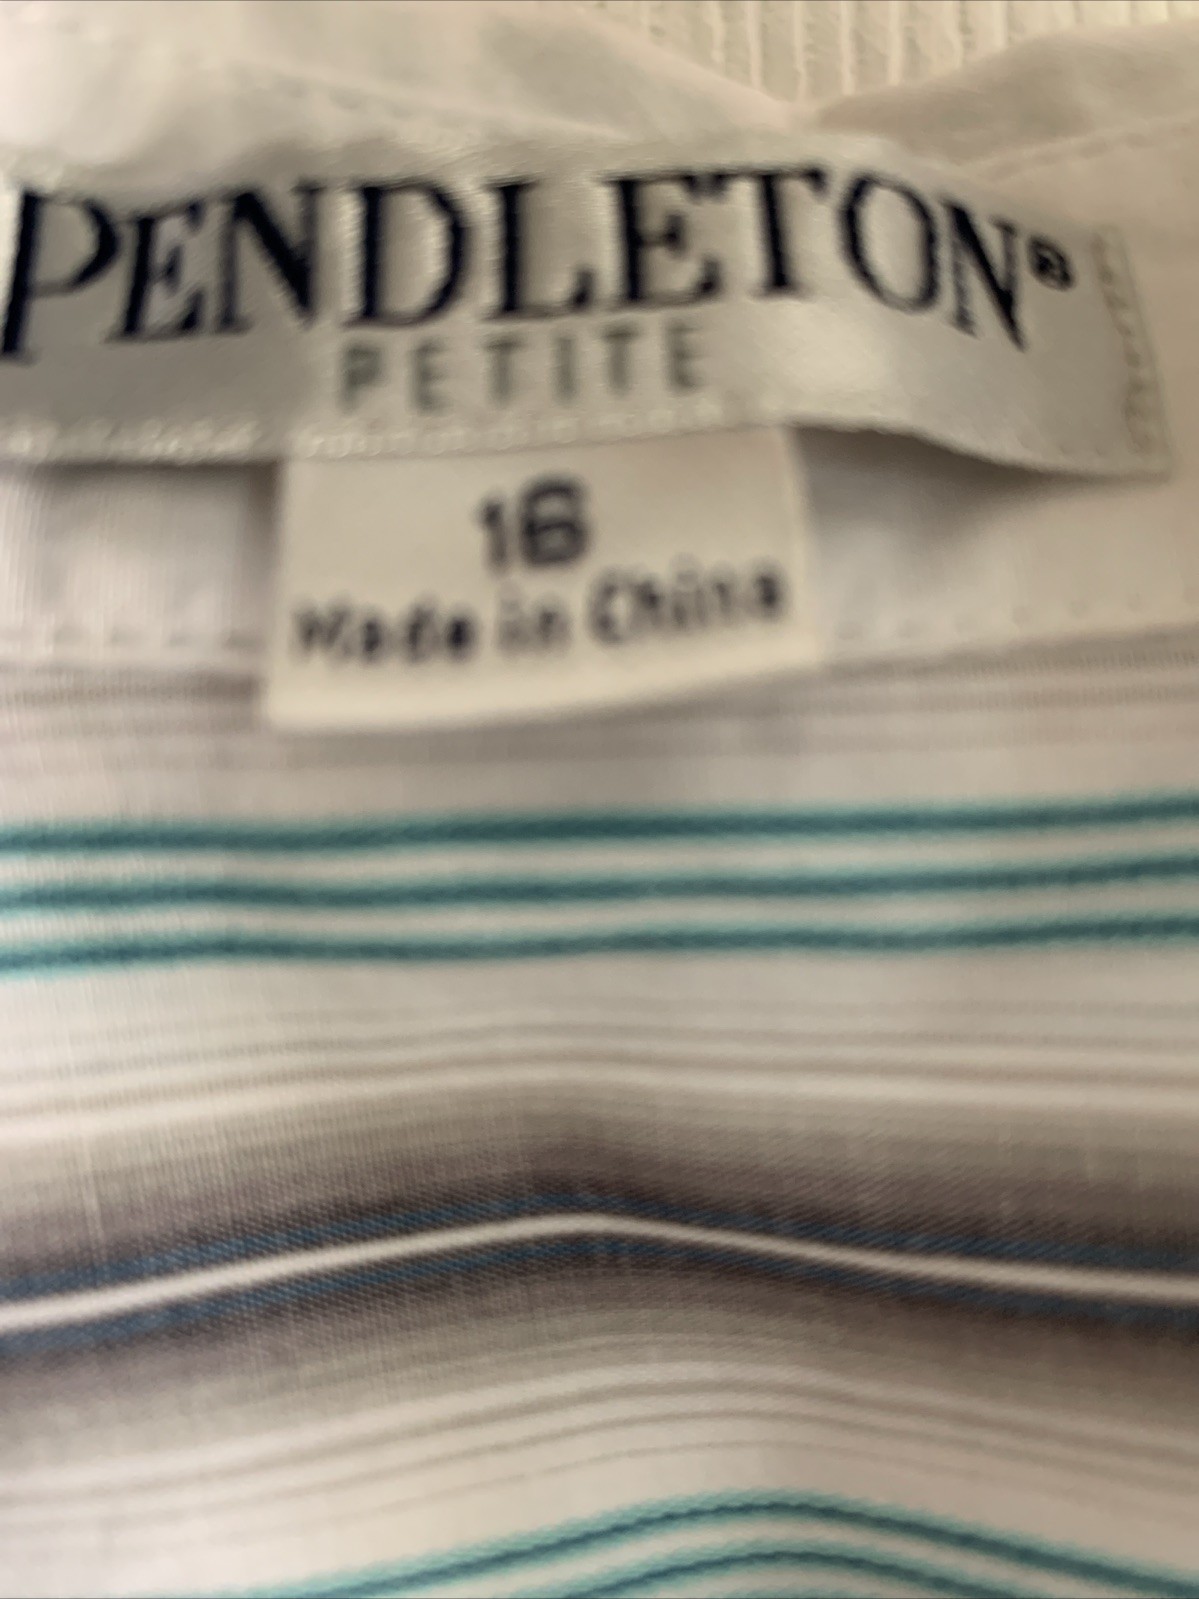 PENDLETON®
PETITE
16
Made in China